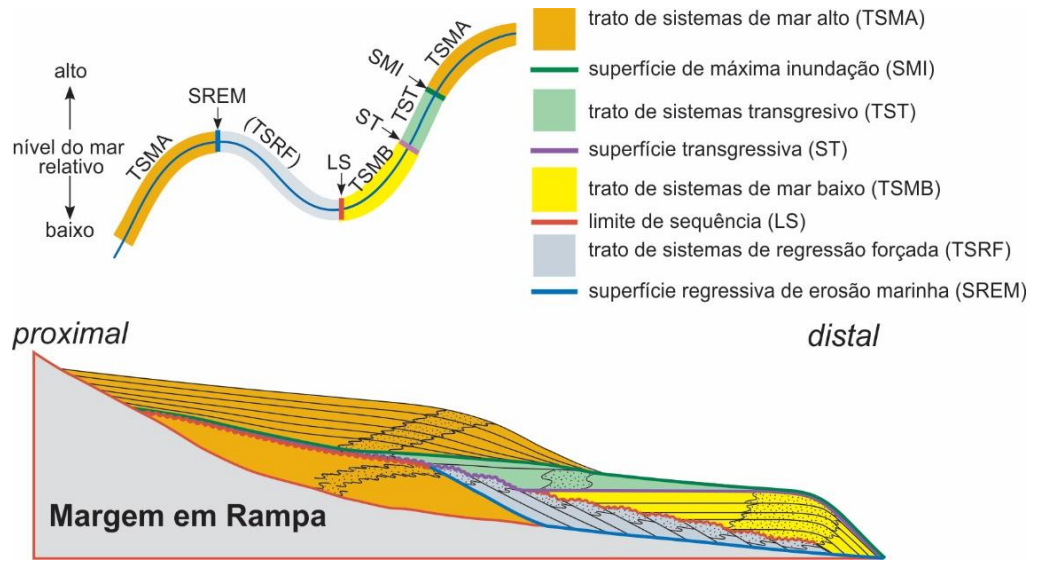 alto
nível do mar
relativo
baixo
TSMA
SREM
(TSRF)
LS
TSMB
ST
TST
SMI
TSMA
trato de sistemas de mar alto (TSMA)
superfície de máxima inundação (SMI)
trato de sistemas transgresivo (TST)
superfície transgressiva (ST)
trato de sistemas de mar baixo (TSMB)
limite de sequência (LS)
trato de sistemas de regressão forçada (TSRF)
superfície regressiva de erosão marinha (SREM)
proximal
distal
Margem em Rampa